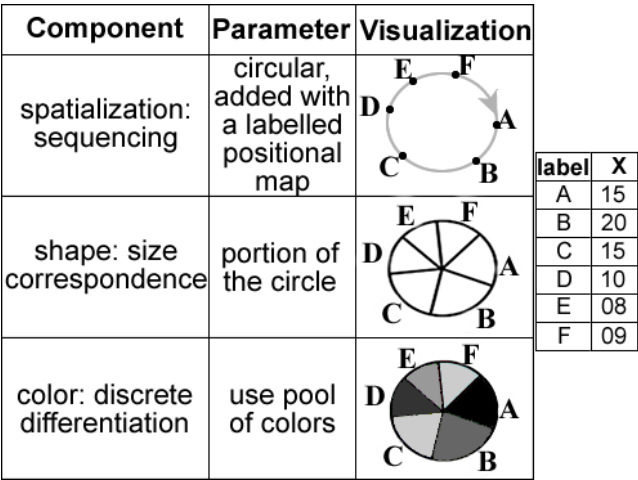 Component Parameter Visualization
spatialization:
sequencing
circular,
added with
a labelled
positional
map
E F
D
A
C
B
shape: size
correspondence
portion of
the circle
E F
D
A
C
B
color: discrete
differentiation
use pool
of colors
E F
D
A
C
B
label X
A 15
B 20
C 15
D 10
E 08
F 09